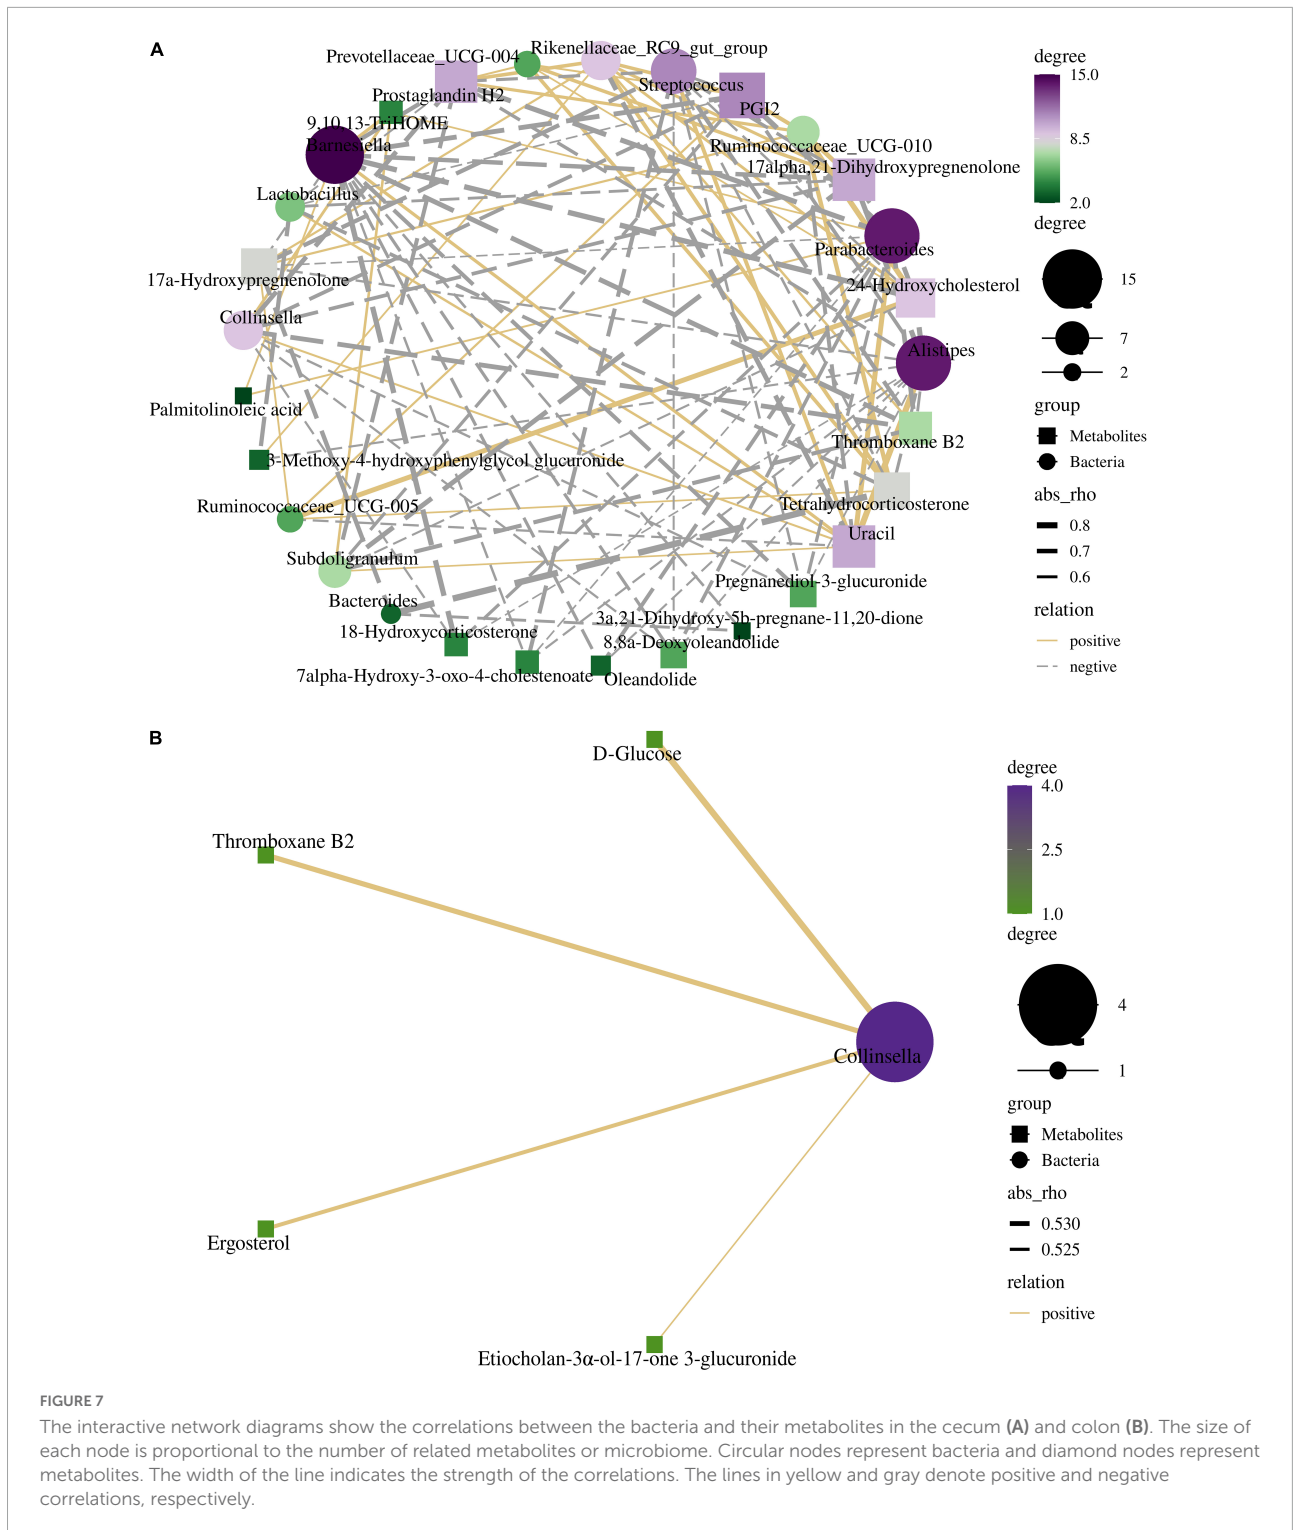 A
Prevotellaceae_UCG-004
Rikenellaceae_RC9_gut_group
Streptococcus
Prostaglandin H2
PGI2
9,10,13-TriHOME
Barnesiella
Ruminococcaceae_UCG-010
17alpha,21-Dihydroxypregnenolone
Lactobacillus
Parabacteroides
17a-Hydroxypregnenolone
24-Hydroxycholesterol
Collinsella
Alistipes
Palmitolinoleic acid
Thromboxane B2
3-Methoxy-4-hydroxyphenylglycol glucuronide
Ruminococcaceae_UCG-005
Tetrahydrocorticosterone
Uracil
Subdoligranulum
Pregnanediol-3-glucuronide
Bacteroides
3a,21-Dihydroxy-5b-pregnane-11,20-dione
18-Hydroxycorticosterone
8,8a-Deoxyoleandolide
7alpha-Hydroxy-3-oxo-4-cholestenoate
Oleandolide
degree
15.0
8.5
2.0
degree
15
7
2
group
Metabolites
Bacteria
abs_rho
0.8
0.7
0.6
relation
positive
negtive
B
D-Glucose
Thromboxane B2
Collinsella
Ergosterol
Etiocholan-3α-ol-17-one 3-glucuronide
degree
4.0
2.5
1.0
degree
4
1
group
Metabolites
Bacteria
abs_rho
0.530
0.525
relation
positive
FIGURE 7
The interactive network diagrams show the correlations between the bacteria and their metabolites in the cecum (A) and colon (B). The size of
each node is proportional to the number of related metabolites or microbiome. Circular nodes represent bacteria and diamond nodes represent
metabolites. The width of the line indicates the strength of the correlations. The lines in yellow and gray denote positive and negative
correlations, respectively.